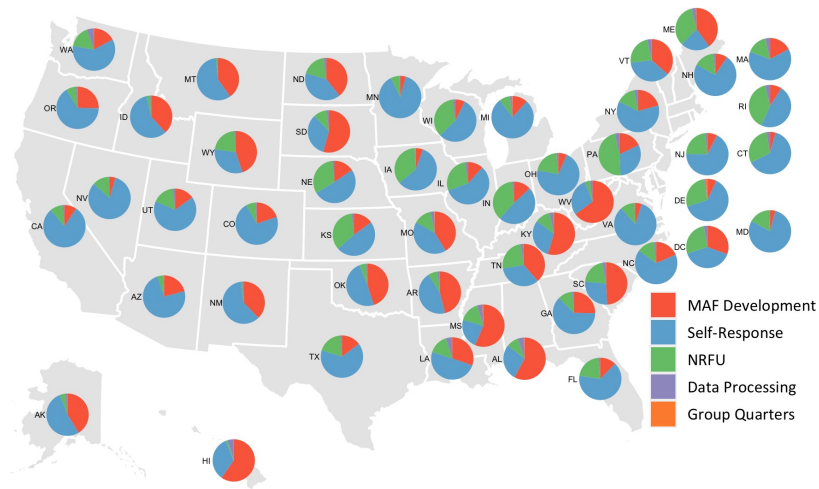 ME
WA
VT
MA
MT
ND
NH
MN
OR
ID
NY
RI
SD
WI
MI
WY
PA
NJ
CT
IA
OH
NE
IL
NV
WV
DE
UT
IN
CO
VA
CA
KS
MO
KY
MD
DC
TN
NC
OK
SC
AR
AZ
NM
MAF Development
GA
MS
Self-Response
TX
LA
AL
NRFU
FL
Data Processing
AK
Group Quarters
HI